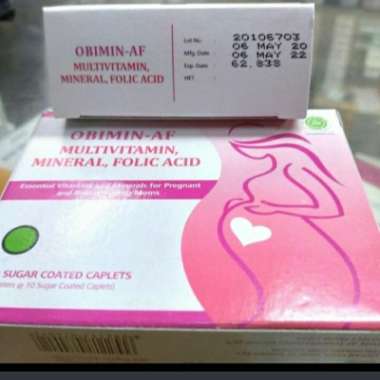 OBIMIN-AF
MULTIVITAMIN,
MINERAL, FOLIC ACID
Lot No. : 20106703
Mfg. Date : 06 MAY 20
Exp. Date : 06 MAY 22
HET : 62.838
OBIMIN-AF
MULTIVITAMIN,
MINERAL, FOLIC ACID
Essential Vitamins and Minerals for Pregnant
and Moms
SUGAR COATED CAPLETS
@ 10 Sugar Coated Caplets)